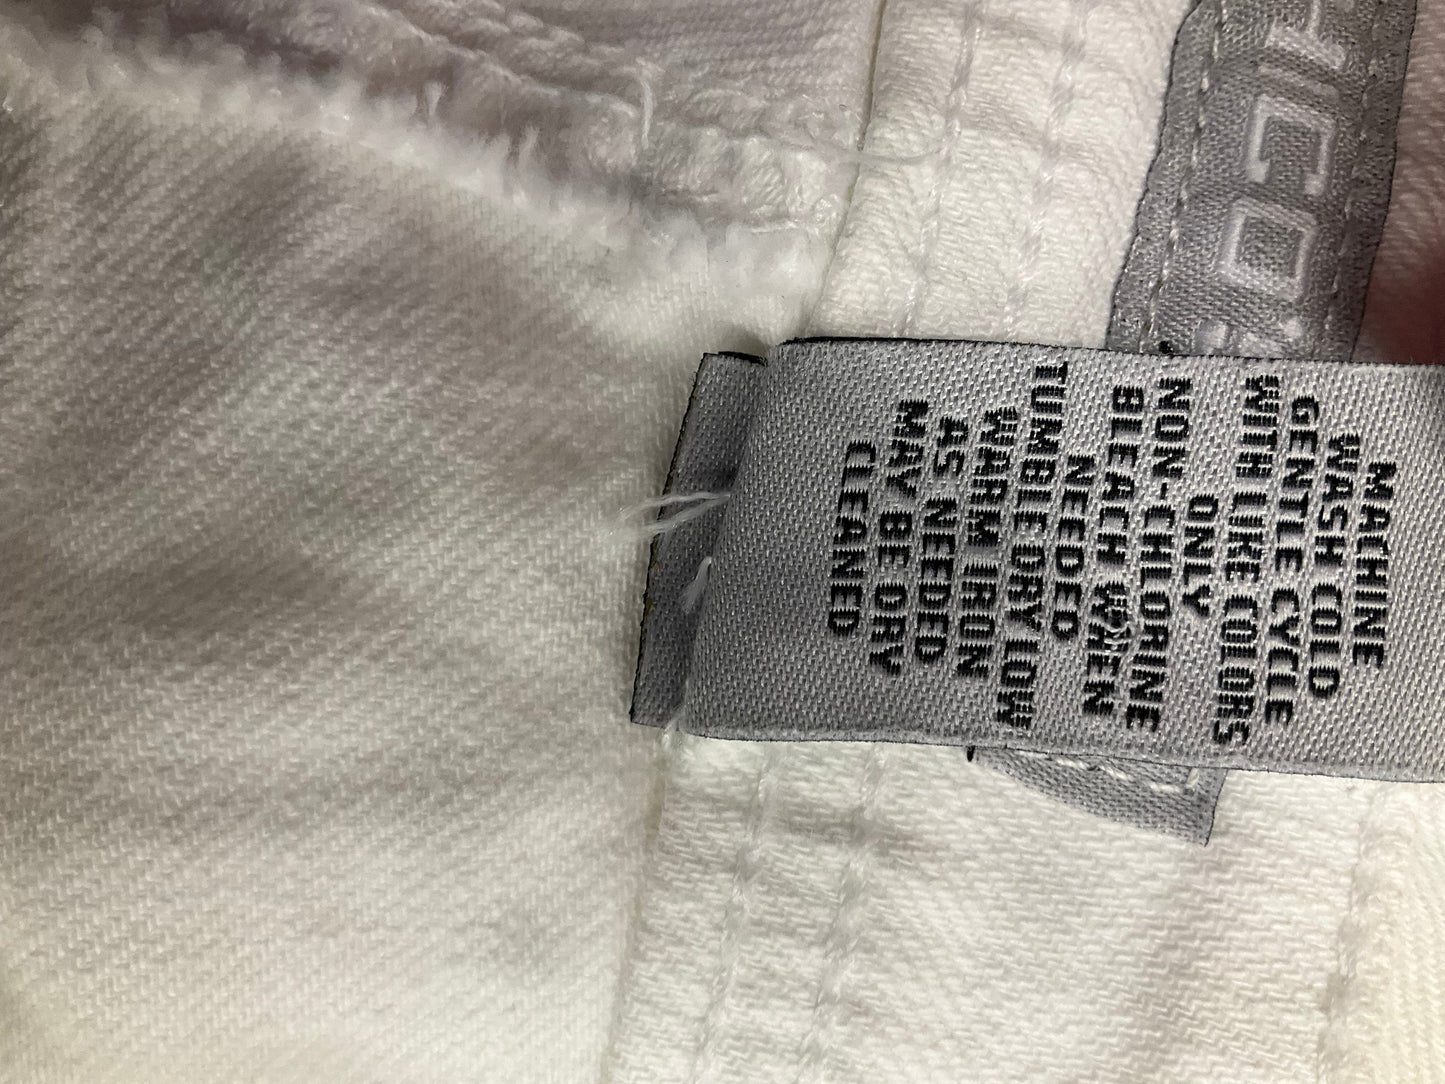 MACHINE
WASH COLD
GENTLE CYCLE
WITH LIKE COLORS
ONLY
NON-CHLORINE
BLEACH WHEN
NEEDED
TUMBLE DRY LOW
WARM IRON
AS NEEDED
MAY BE DRY
CLEANED